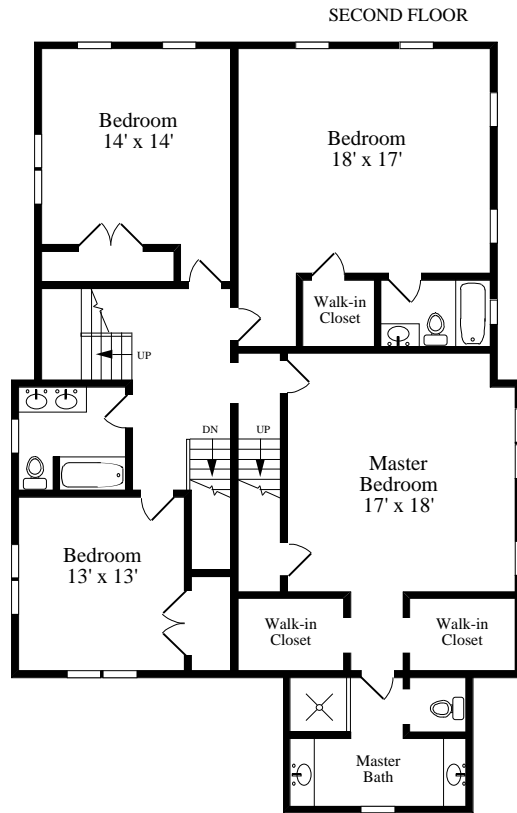 SECOND FLOOR
Bedroom
14' x 14'
Bedroom
18' x 17'
Walk-in
Closet
UP
DN
UP
Master
Bedroom
17' x 18'
Bedroom
13' x 13'
Walk-in
Closet
Walk-in
Closet
Master
Bath